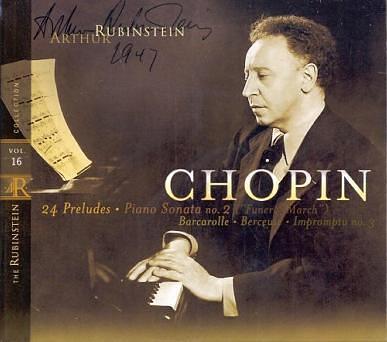 Arthur Rubinstein
ARTHUR RUBINSTEIN
1947
COLLECTION
VOL.
16
AR
THE RUBINSTEIN
CHOPIN
24 Preludes • Piano Sonata no. 2 ("Funeral March")
Barcarolle • Berceuse • Impromptu no. 3